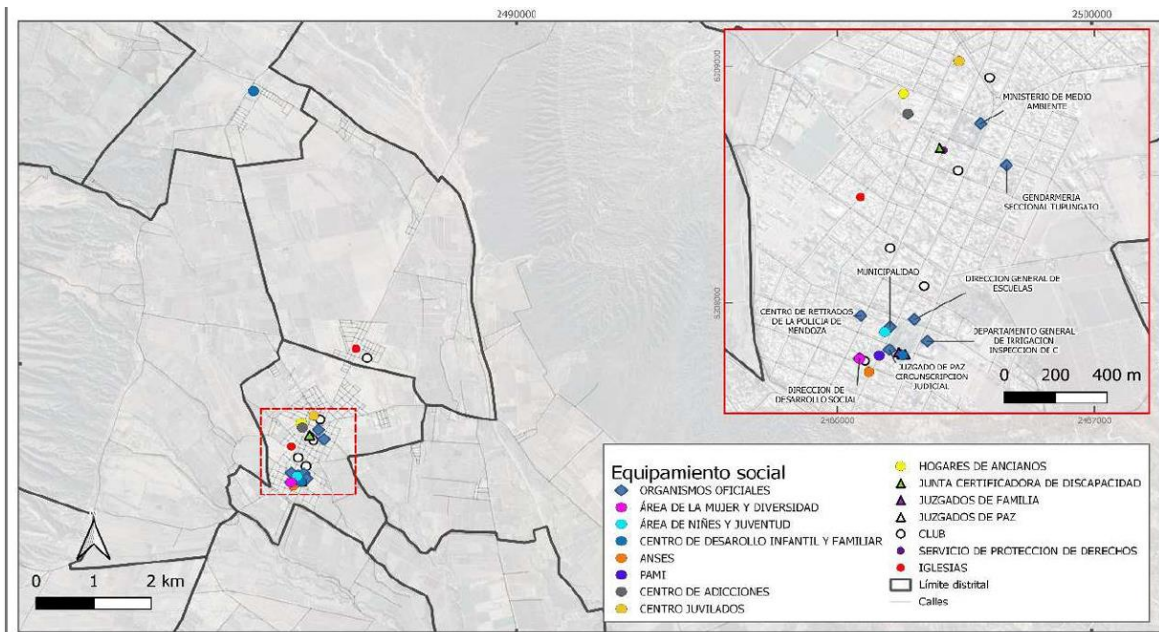 2490000
2500000
6209000
MINISTERIO DE MEDIO
AMBIENTE
GENDARMERIA
SECCIONAL TUPUNGATO
MUNICIPALIDAD
DIRECCION GENERAL DE
ESCUELAS
6208000
CENTRO DE RETIRADOS
DE LA POLICIA DE
MENDOZA
DEPARTAMENTO GENERAL
DE IRRIGACION
INSPECCION DE C
JUZGADO DE PAZ
CIRCUNSCRIPCION
JUDICIAL
DIRECCION DE
DESARROLLO SOCIAL
0 200 400 m
2486000
2487000
Equipamiento social
ORGANISMOS OFICIALES
ÁREA DE LA MUJER Y DIVERSIDAD
ÁREA DE NIÑES Y JUVENTUD
CENTRO DE DESAROLLO INFANTIL Y FAMILIAR
ANSES
PAMI
CENTRO DE ADICCIONES
CENTRO JUVILADOS
HOGARES DE ANCIANOS
JUNTA CERTIFICADORA DE DISCAPACIDAD
JUZGADOS DE FAMILIA
JUZGADOS DE PAZ
CLUB
SERVICIO DE PROTECCION DE DERECHOS
IGLESIAS
Límite distrital
Calles
0 1 2 km